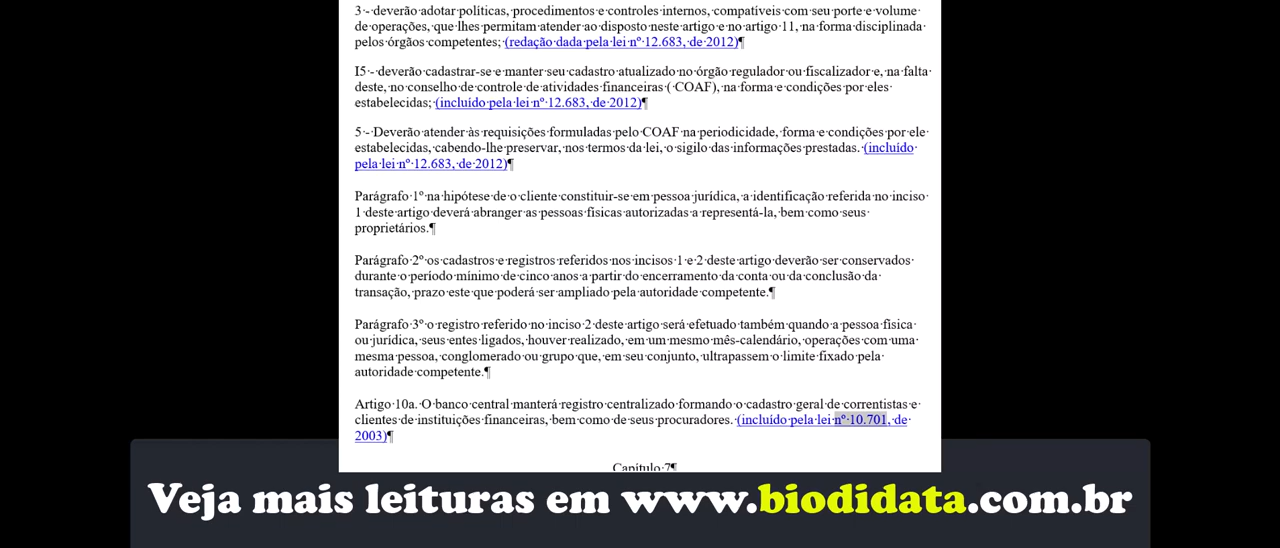 3 - deverão adotar políticas, procedimentos e controles internos, compatíveis com seu porte e volume
de operações, que lhes permitam atender ao disposto neste artigo e no artigo 11, na forma disciplinada
pelos órgãos competentes; (redação dada pela lei nº 12.683, de 2012)¶
I5 - deverão cadastrar-se e manter seu cadastro atualizado no órgão regulador ou fiscalizador e, na falta
deste, no conselho de controle de atividades financeiras ( COAF), na forma e condições por eles
estabelecidas; (incluído pela lei nº 12.683, de 2012)¶
5 - Deverão atender às requisições formuladas pelo COAF na periodicidade, forma e condições por ele
estabelecidas, cabendo-lhe preservar, nos termos da lei, o sigilo das informações prestadas. (incluído
pela lei nº 12.683, de 2012)¶
Parágrafo 1º na hipótese de o cliente constituir-se em pessoa jurídica, a identificação referida no inciso
1 deste artigo deverá abranger as pessoas físicas autorizadas a representá-la, bem como seus
proprietários.¶
Parágrafo 2º os cadastros e registros referidos nos incisos 1 e 2 deste artigo deverão ser conservados
durante o período mínimo de cinco anos a partir do encerramento da conta ou da conclusão da
transação, prazo este que poderá ser ampliado pela autoridade competente.¶
Parágrafo 3º o registro referido no inciso 2 deste artigo será efetuado também quando a pessoa física
ou jurídica, seus entes ligados, houver realizado, em um mesmo mês-calendário, operações com uma
mesma pessoa, conglomerado ou grupo que, em seu conjunto, ultrapassem o limite fixado pela
autoridade competente.¶
Artigo 10a. O banco central manterá registro centralizado formando o cadastro geral de correntistas e
clientes de instituições financeiras, bem como de seus procuradores. (incluído pela lei nº 10.701, de
2003)¶
Capítulo 7¶
Veja mais leituras em www.biodidata.com.br